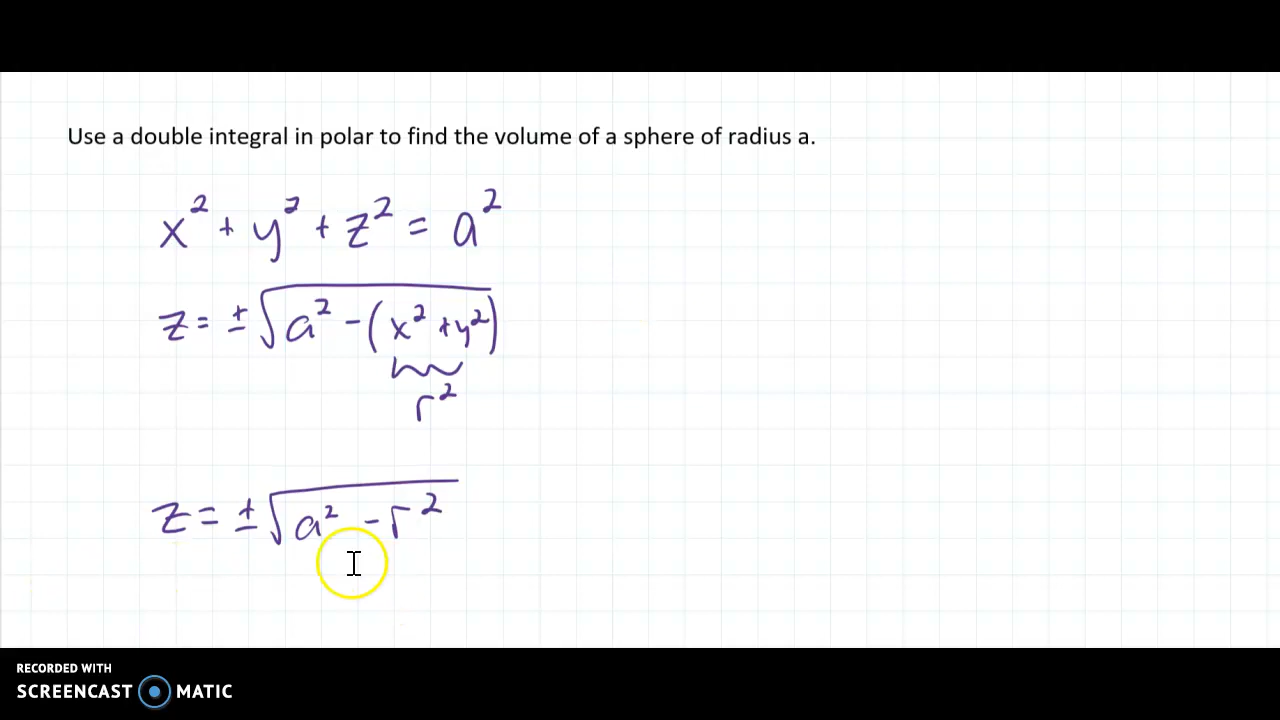 Use a double integral in polar to find the volume of a sphere of radius a.
x² + y² + z² = a²
z = ±√(a² - (x² + y²))
r²
z = ±√(a² - r²)
RECORDED WITH
SCREENCAST MATIC